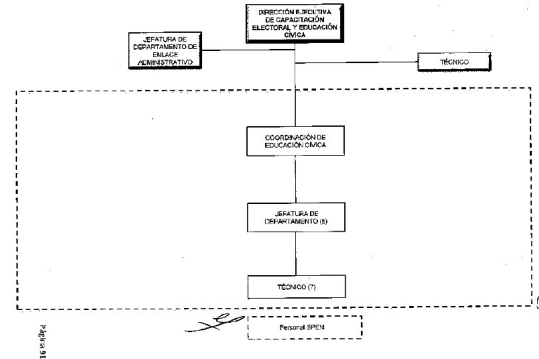 DIRECCIÓN EJECUTIVA
DE CAPACITACIÓN
ELECTORAL Y EDUCACIÓN
CÍVICA
JEFATURA DE
DEPARTAMENTO DE
ENLACE
ADMINISTRATIVO
TÉCNICO
COORDINACIÓN DE
EDUCACIÓN CÍVICA
JEFATURA DE
DEPARTAMENTO (5)
TÉCNICO (7)
Personal SPEN
Página 91